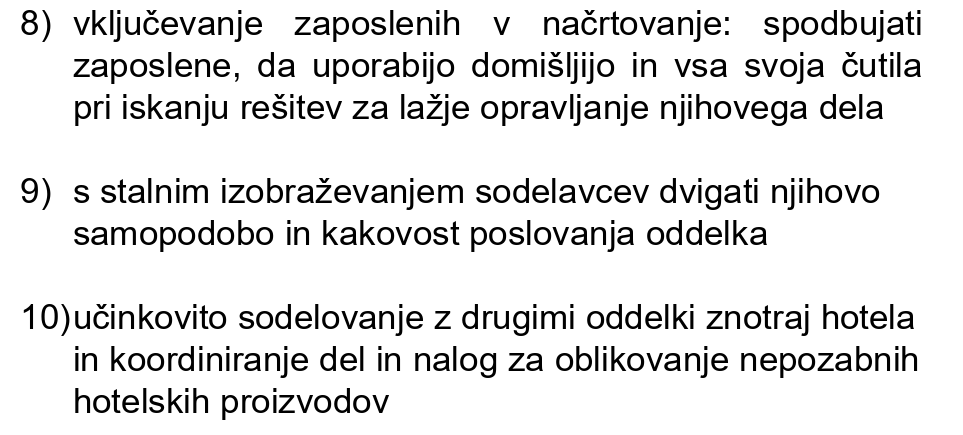 8) vključevanje zaposlenih v načrtovanje: spodbujati
zaposlene, da uporabijo domišljijo in vsa svoja čutila
pri iskanju rešitev za lažje opravljanje njihovega dela
9) s stalnim izobraževanjem sodelavcev dvigati njihovo
samopodobo in kakovost poslovanja oddelka
10)učinkovito sodelovanje z drugimi oddelki znotraj hotela
in koordiniranje del in nalog za oblikovanje nepozabnih
hotelskih proizvodov